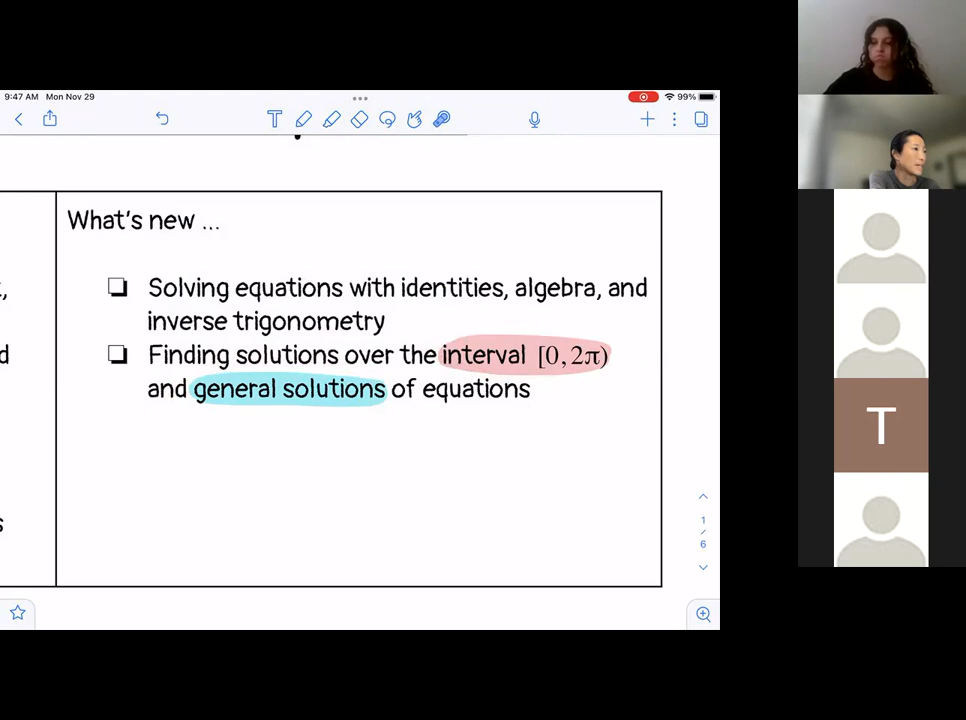 9:47 AM Mon Nov 29
99%
T
What's new ...
❏ Solving equations with identities, algebra, and
inverse trigonometry
❏ Finding solutions over the interval [0, 2π)
and general solutions of equations
d
s
1
/
6
T